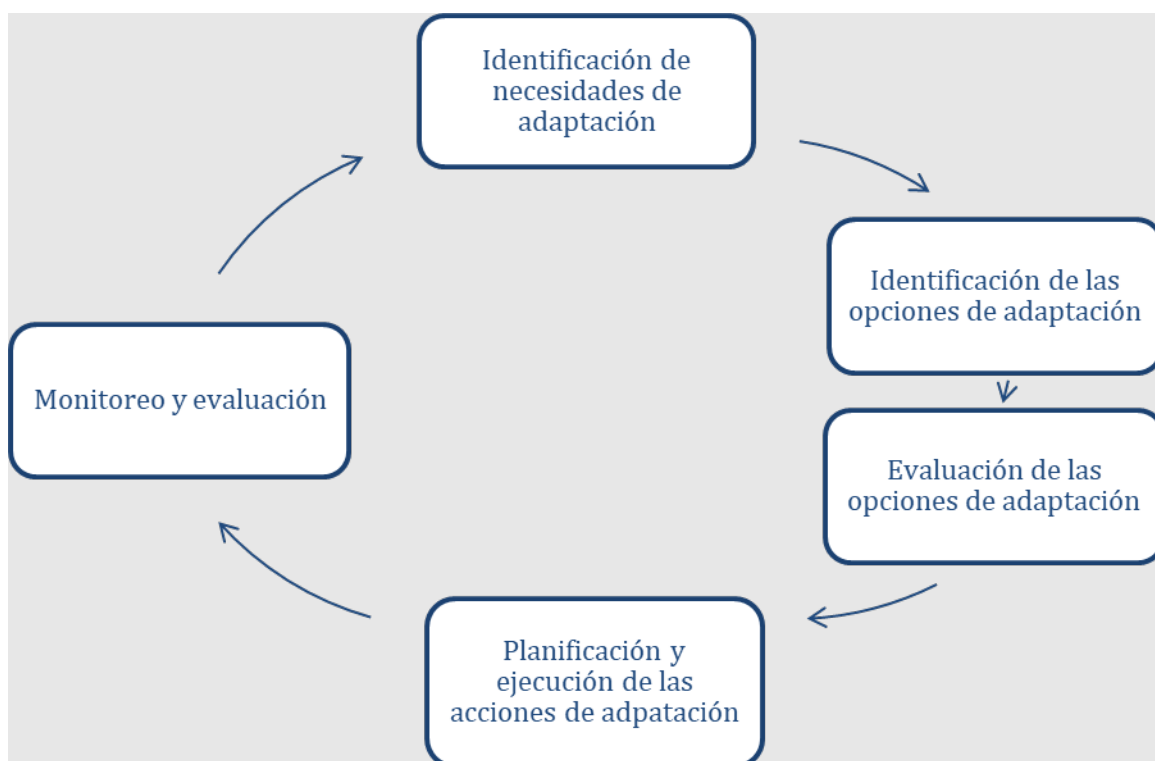 Identificación de
necesidades de
adaptación
Identificación de las
opciones de adaptación
Evaluación de las
opciones de adaptación
Planificación y
ejecución de las
acciones de adpatación
Monitoreo y evaluación